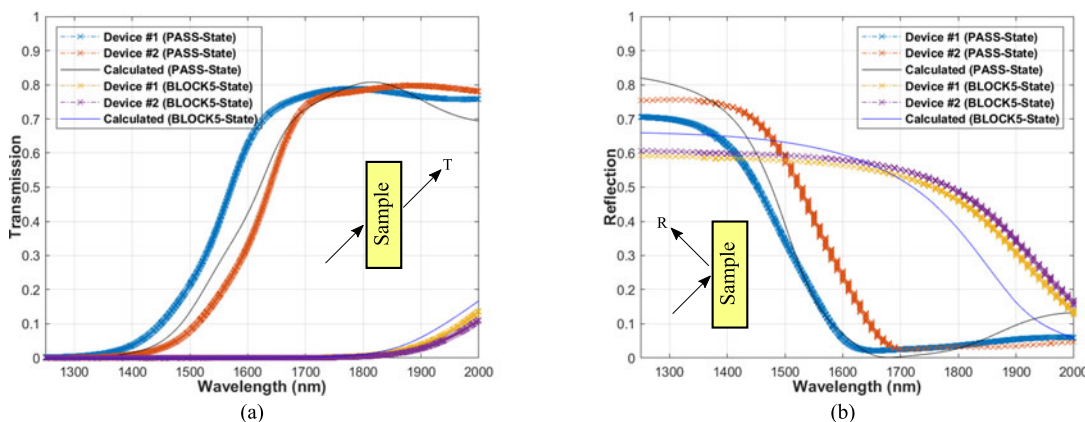 Device #1 (PASS-State)
Device #2 (PASS-State)
Calculated (PASS-State)
Device #1 (BLOCK5-State)
Device #2 (BLOCK5-State)
Calculated (BLOCK5-State)
Transmission
1
0.9
0.8
0.7
0.6
0.5
0.4
0.3
0.2
0.1
0
T
Sample
1300 1400 1500 1600 1700 1800 1900 2000
Wavelength (nm)
(a)
Device #1 (PASS-State)
Device #2 (PASS-State)
Calculated (PASS-State)
Device #1 (BLOCK5-State)
Device #2 (BLOCK5-State)
Calculated (BLOCK5-State)
Reflection
1
0.9
0.8
0.7
0.6
0.5
0.4
0.3
0.2
0.1
0
R
Sample
1300 1400 1500 1600 1700 1800 1900 2000
Wavelength (nm)
(b)